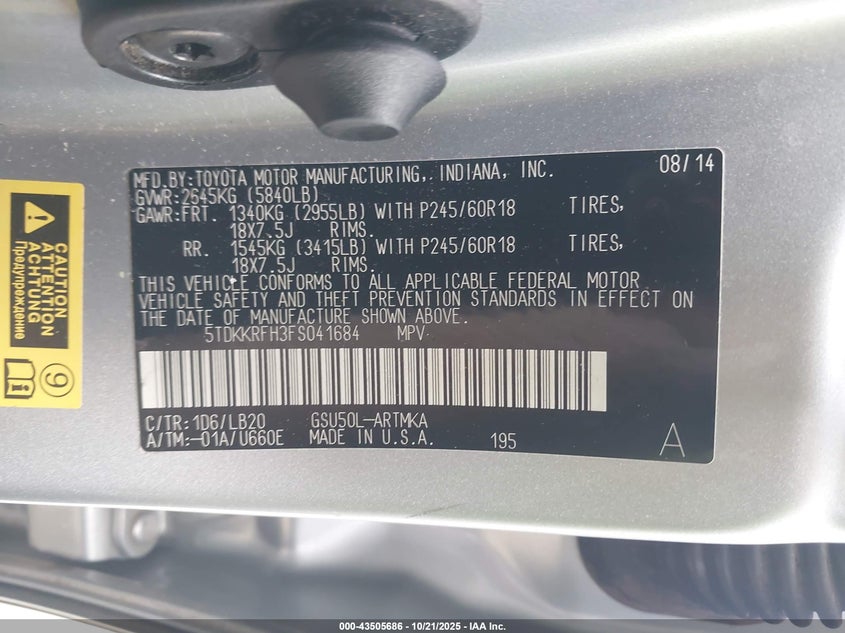 MFD.BY:TOYOTA MOTOR MANUFACTURING, INDIANA, INC. 08/14
GVWR:2645KG (5840LB)
GAWR:FRT. 1340KG (2955LB) WITH P245/60R18 TIRES,
18X7.5J RIMS.
RR. 1545KG (3415LB) WITH P245/60R18 TIRES,
18X7.5J RIMS.
THIS VEHICLE CONFORMS TO ALL APPLICABLE FEDERAL MOTOR
VEHICLE SAFETY AND THEFT PREVENTION STANDARDS IN EFFECT ON
THE DATE OF MANUFACTURE SHOWN ABOVE.
5TDKKRFH3FS041684 MPV
C/TR:1D6/LB20 GSU50L-ARTMKA
A/TM:-01A/U660E MADE IN U.S.A. 195 A
CAUTION
ATTENTION
ACHTUNG
Предупреждение
9
000-43505686 - 10/21/2025 - IAA Inc.